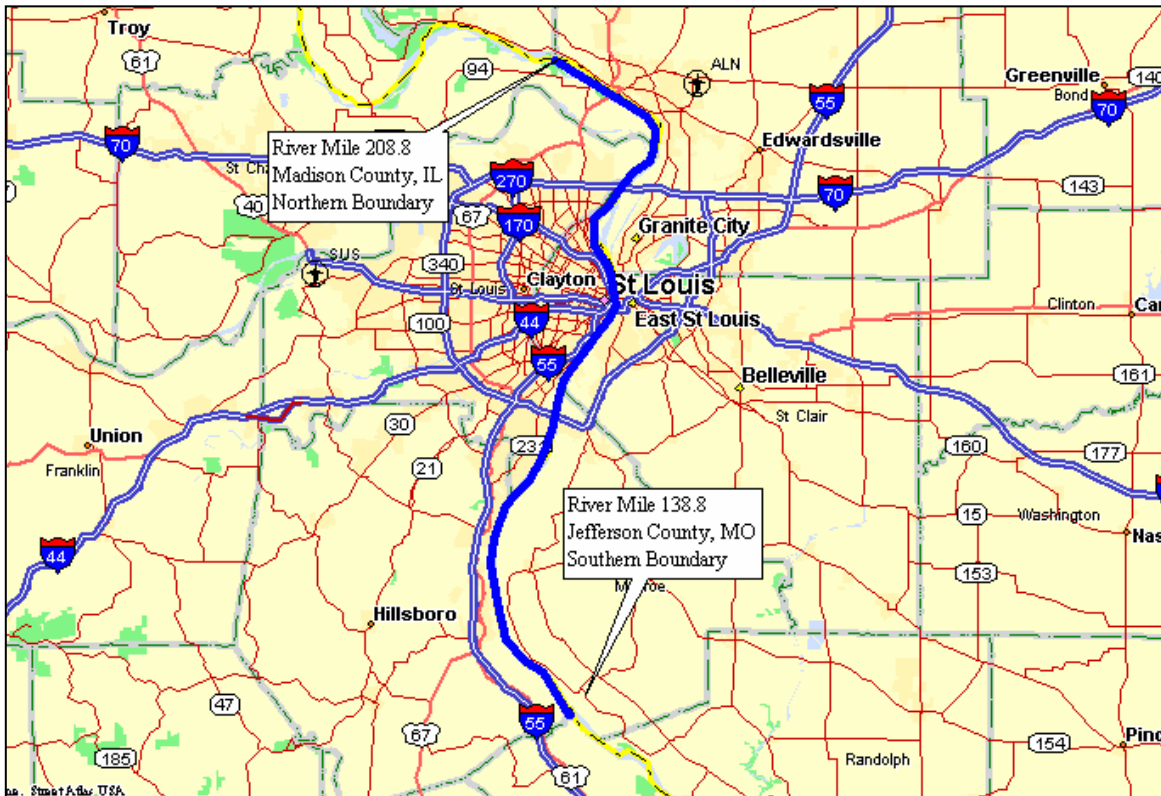 Troy
61
94
ALN
Greenville
140
Bond
70
55
70
River Mile 208.8
Madison County, IL
Northern Boundary
Edwardsville
St Ch
270
70
143
40
67
170
Granite City
SUS
340
St Louis
Clayton
St Louis
Clinton
Car
100
44
East St Louis
55
Belleville
161
St Clair
30
Union
231
160
177
Franklin
21
River Mile 138.8
Jefferson County, MO
Southern Boundary
15
Washington
Nas
44
153
Hillsboro
47
55
67
154
Pinc
185
61
Randolph
Street Atlas USA